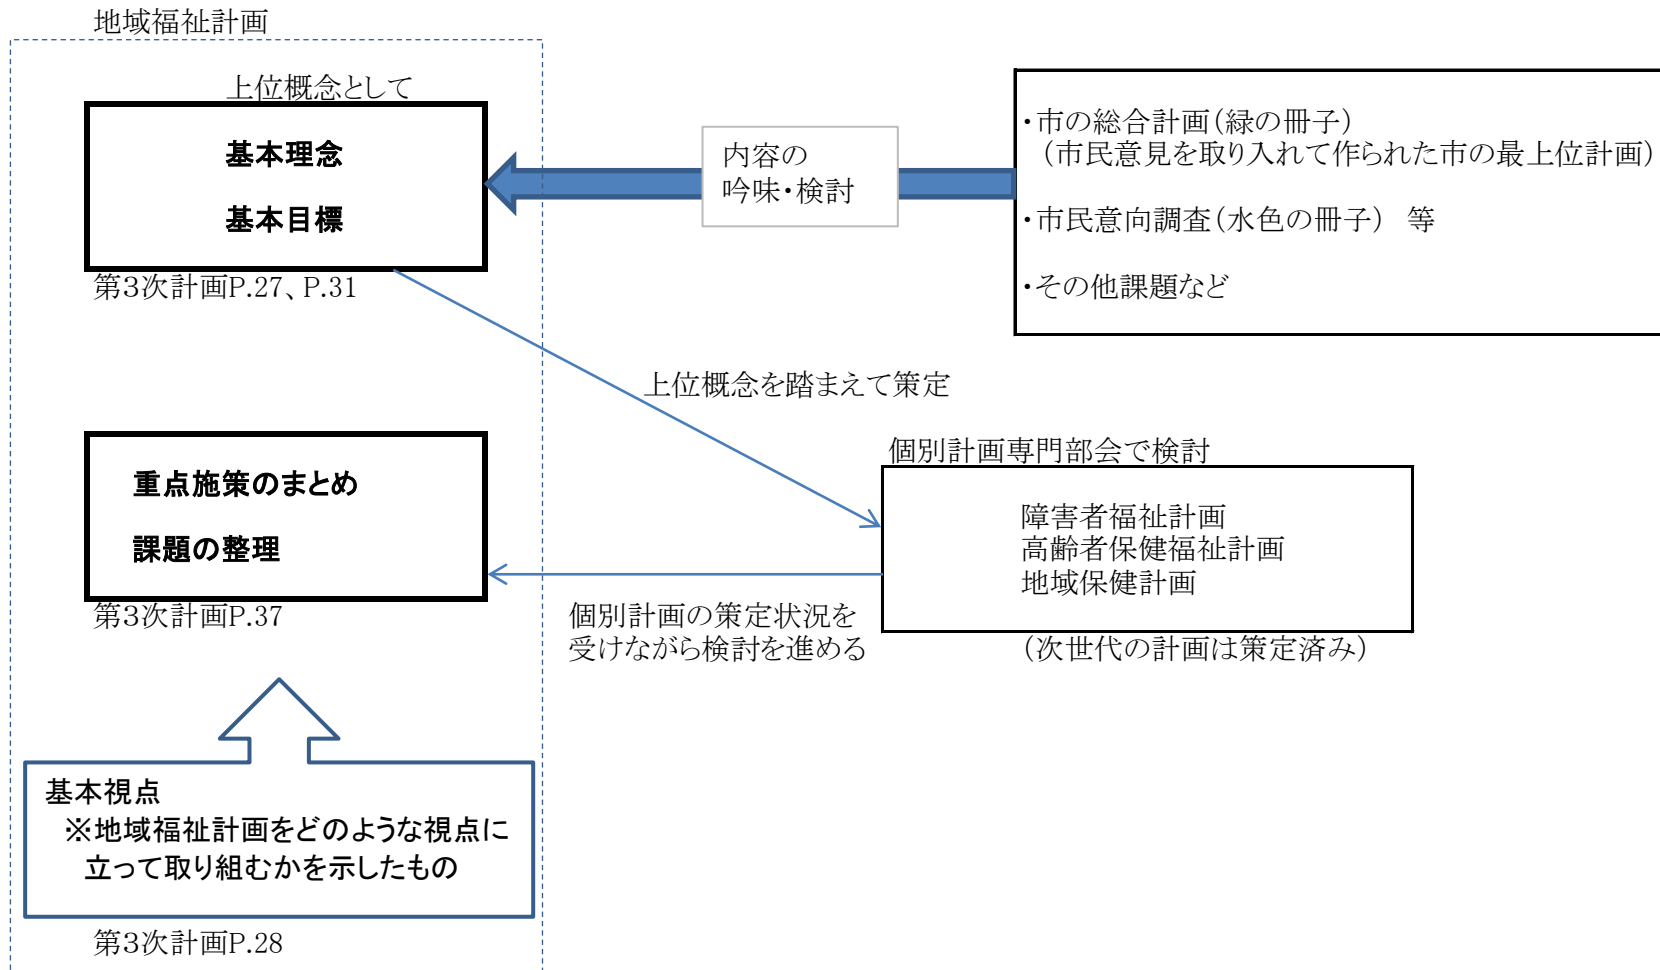 地域福祉計画
上位概念として
基本理念
基本目標
第3次計画P.27、P.31
内容の
吟味・検討
・市の総合計画(緑の冊子)
(市民意見を取り入れて作られた市の最上位計画)
・市民意向調査(水色の冊子) 等
・その他課題など
上位概念を踏まえて策定
重点施策のまとめ
課題の整理
第3次計画P.37
個別計画専門部会で検討
障害者福祉計画
高齢者保健福祉計画
地域保健計画
(次世代の計画は策定済み)
個別計画の策定状況を
受けながら検討を進める
基本視点
※地域福祉計画をどのような視点に
立って取り組むかを示したもの
第3次計画P.28